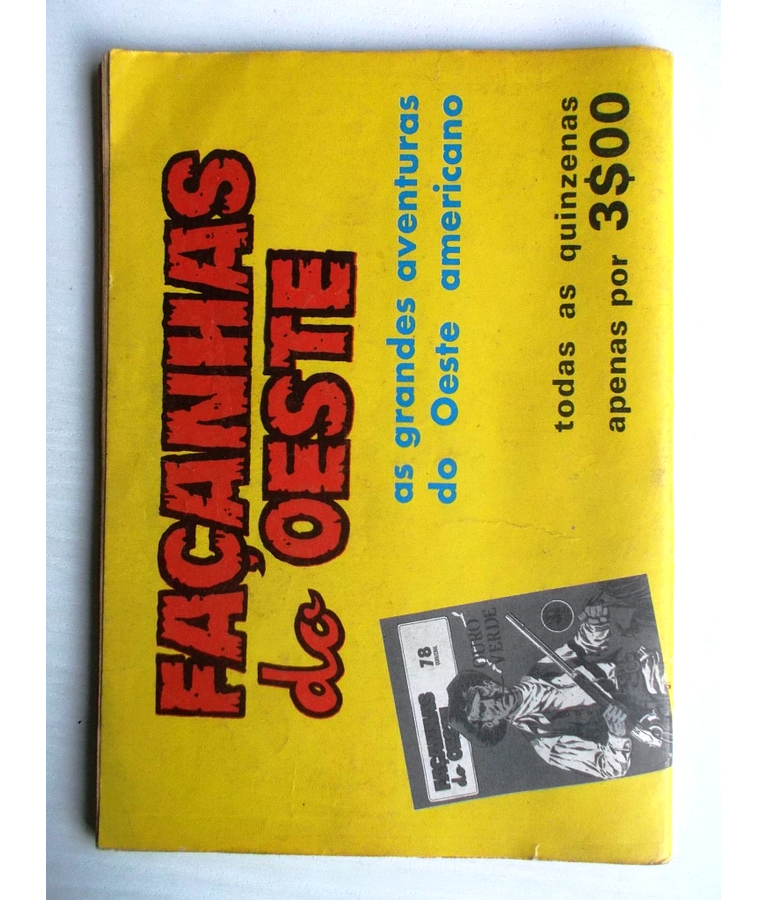 FAÇANHAS
do OESTE
as grandes aventuras
do Oeste americano
todas as quinzenas
apenas por 3$00
FAÇANHAS
do OESTE
78
OURO
VERDE